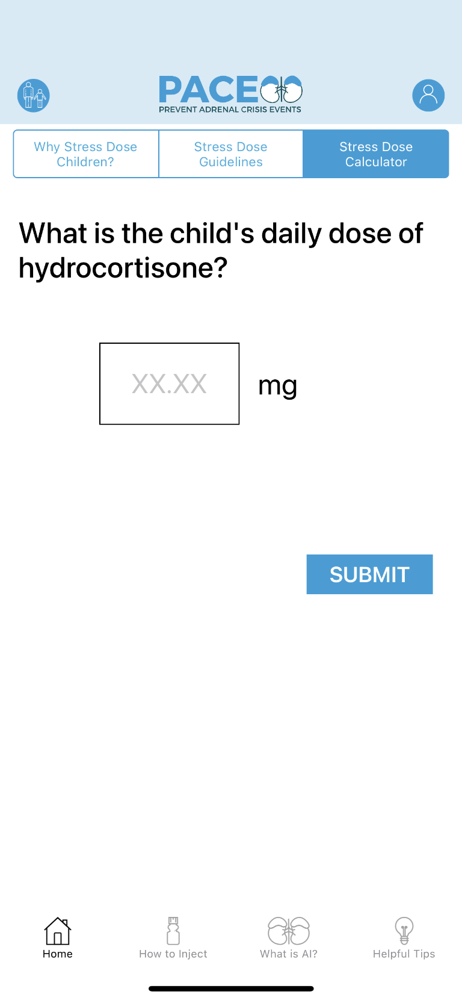 PACE
PREVENT ADRENAL CRISIS EVENTS
Why Stress Dose
Children?
Stress Dose
Guidelines
Stress Dose
Calculator
What is the child's daily dose of
hydrocortisone?
XX.XX mg
SUBMIT
Home
How to Inject
What is AI?
Helpful Tips